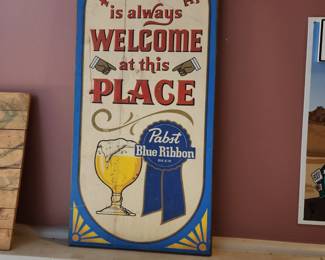 is always
WELCOME
at this
PLACE
Pabst
Blue Ribbon
BEER